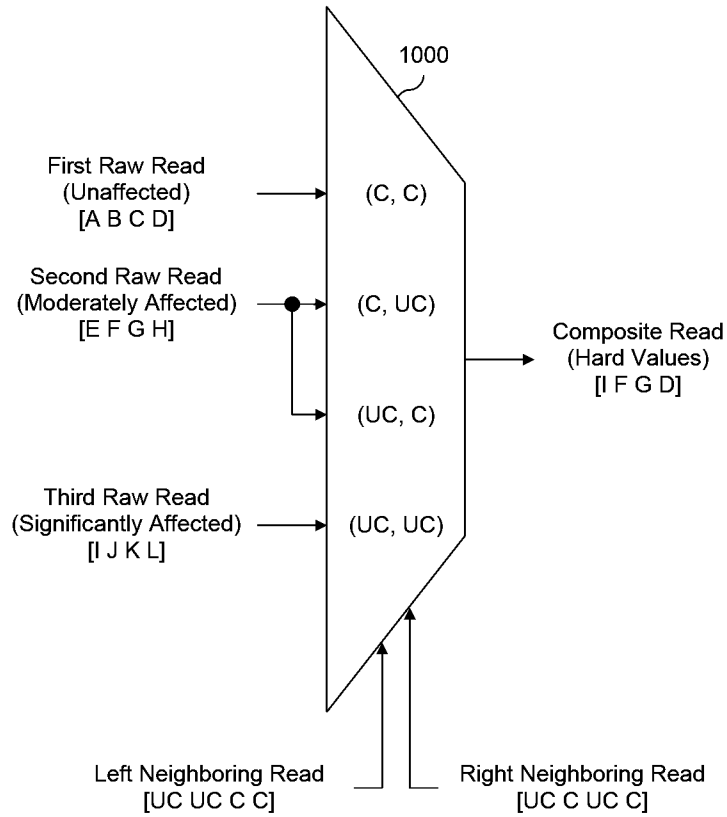 1000
First Raw Read
(Unaffected)
[A B C D]
(C, C)
Second Raw Read
(Moderately Affected)
[E F G H]
(C, UC)
Composite Read
(Hard Values)
[I F G D]
(UC, C)
Third Raw Read
(Significantly Affected)
[I J K L]
(UC, UC)
Left Neighboring Read
[UC UC C C]
Right Neighboring Read
[UC C UC C]